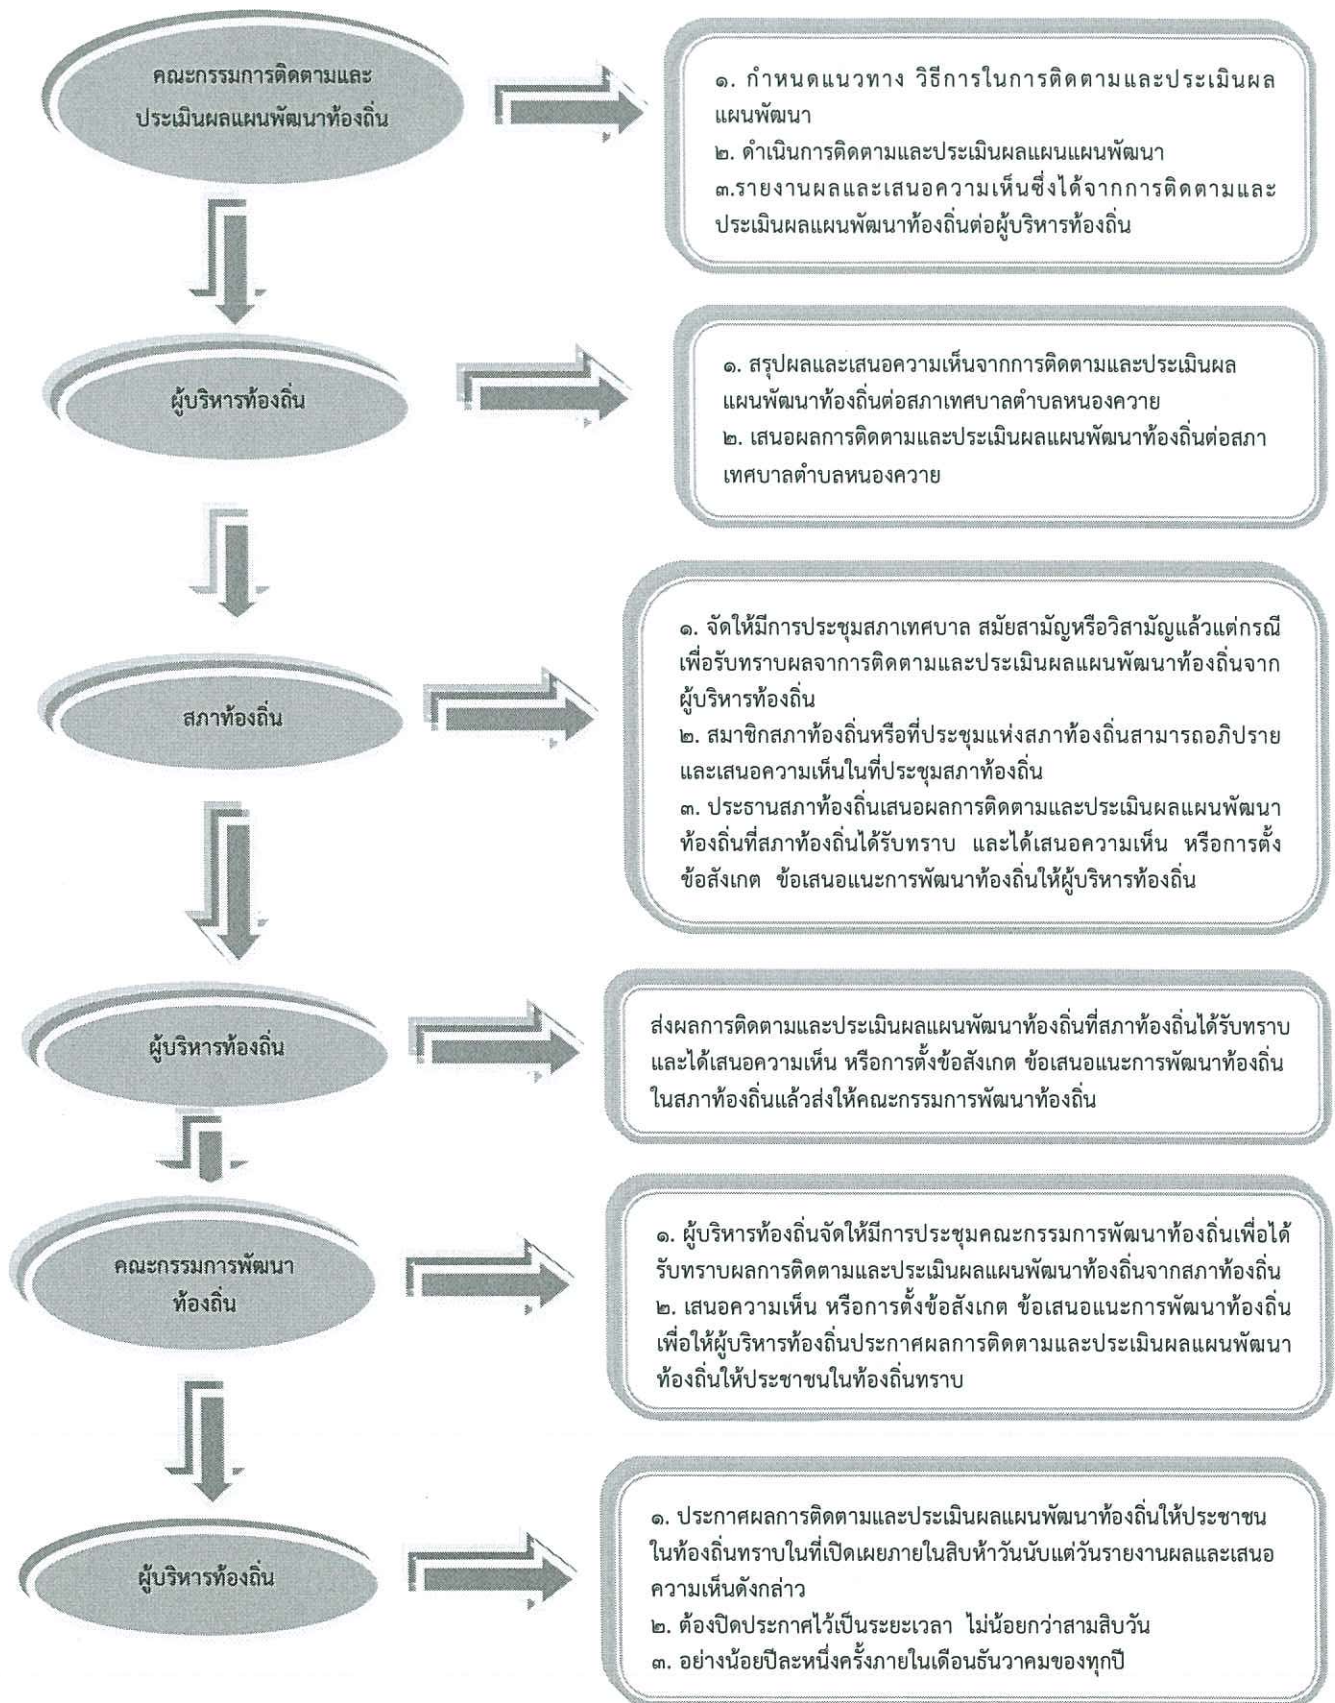 คณะกรรมการติดตามและ
ประเมินผลแผนพัฒนาท้องถิ่น
๑. กำหนดแนวทาง วิธีการในการติดตามและประเมินผล
แผนพัฒนา
๒. ดำเนินการติดตามและประเมินผลแผนแผนพัฒนา
๓.รายงานผลและเสนอความเห็นซึ่งได้จากการติดตามและ
ประเมินผลแผนพัฒนาท้องถิ่นต่อผู้บริหารท้องถิ่น
ผู้บริหารท้องถิ่น
๑. สรุปผลและเสนอความเห็นจากการติดตามและประเมินผล
แผนพัฒนาท้องถิ่นต่อสภาเทศบาลตำบลหนองควาย
๒. เสนอผลการติดตามและประเมินผลแผนพัฒนาท้องถิ่นต่อสภา
เทศบาลตำบลหนองควาย
สภาท้องถิ่น
๑. จัดให้มีการประชุมสภาเทศบาล สมัยสามัญหรือวิสามัญแล้วแต่กรณี
เพื่อรับทราบผลจาการติดตามและประเมินผลแผนพัฒนาท้องถิ่นจาก
ผู้บริหารท้องถิ่น
๒. สมาชิกสภาท้องถิ่นหรือที่ประชุมแห่งสภาท้องถิ่นสามารถอภิปราย
และเสนอความเห็นในที่ประชุมสภาท้องถิ่น
๓. ประธานสภาท้องถิ่นเสนอผลการติดตามและประเมินผลแผนพัฒนา
ท้องถิ่นที่สภาท้องถิ่นได้รับทราบ และได้เสนอความเห็น หรือการตั้ง
ข้อสังเกต ข้อเสนอแนะการพัฒนาท้องถิ่นให้ผู้บริหารท้องถิ่น
ผู้บริหารท้องถิ่น
ส่งผลการติดตามและประเมินผลแผนพัฒนาท้องถิ่นที่สภาท้องถิ่นได้รับทราบ
และได้เสนอความเห็น หรือการตั้งข้อสังเกต ข้อเสนอแนะการพัฒนาท้องถิ่น
ในสภาท้องถิ่นแล้วส่งให้คณะกรรมการพัฒนาท้องถิ่น
คณะกรรมการพัฒนา
ท้องถิ่น
๑. ผู้บริหารท้องถิ่นจัดให้มีการประชุมคณะกรรมการพัฒนาท้องถิ่นเพื่อได้
รับทราบผลการติดตามและประเมินผลแผนพัฒนาท้องถิ่นจากสภาท้องถิ่น
๒. เสนอความเห็น หรือการตั้งข้อสังเกต ข้อเสนอแนะการพัฒนาท้องถิ่น
เพื่อให้ผู้บริหารท้องถิ่นประกาศผลการติดตามและประเมินผลแผนพัฒนา
ท้องถิ่นให้ประชาชนในท้องถิ่นทราบ
ผู้บริหารท้องถิ่น
๑. ประกาศผลการติดตามและประเมินผลแผนพัฒนาท้องถิ่นให้ประชาชน
ในท้องถิ่นทราบในที่เปิดเผยภายในสิบห้าวันนับแต่วันรายงานผลและเสนอ
ความเห็นดังกล่าว
๒. ต้องปิดประกาศไว้เป็นระยะเวลา ไม่น้อยกว่าสามสิบวัน
๓. อย่างน้อยปีละหนึ่งครั้งภายในเดือนธันวาคมของทุกปี